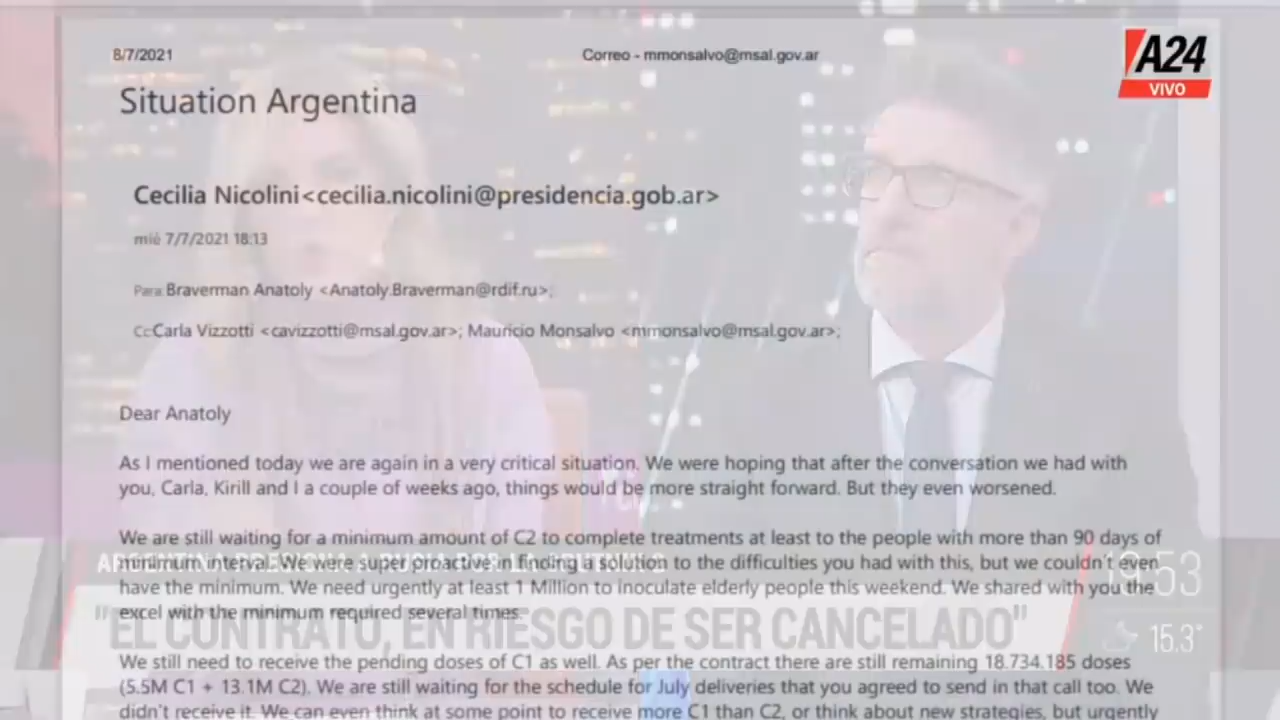 8/7/2021 Correo - mmonsalvo@msal.gov.ar
A24
VIVO
Situation Argentina
Cecilia Nicolini<cecilia.nicolini@presidencia.gob.ar>
mié 7/7/2021 18:13
Para:Braverman Anatoly <Anatoly.Braverman@rdif.ru>;
Cc:Carla Vizzotti <cavizzotti@msal.gov.ar>; Mauricio Monsalvo <mmonsalvo@msal.gov.ar>;
Dear Anatoly
As I mentioned today we are again in a very critical situation. We were hoping that after the conversation we had with
you, Carla, Kirill and I a couple of weeks ago, things would be more straight forward. But they even worsened.
We are still waiting for a minimum amount of C2 to complete treatments at least to the people with more than 90 days of
minimum interval. We were super proactive in finding a solution to the difficulties you had with this, but we couldn't even
have the minimum. We need urgently at least 1 Million to inoculate elderly people this weekend. We shared with you the
excel with the minimum required several times.
ARGENTINA PRESIONA A RUSIA POR LA SPUTNIK
19:53
"EL CONTRATO, EN RIESGO DE SER CANCELADO"
15.3°
We still need to receive the pending doses of C1 as well. As per the contract there are still remaining 18.734.185 doses
(5.5M C1 + 13.1M C2). We are still waiting for the schedule for July deliveries that you agreed to send in that call too. We
didn't receive it. We can even think at some point to receive more C1 than C2, or think about new strategies, but urgently